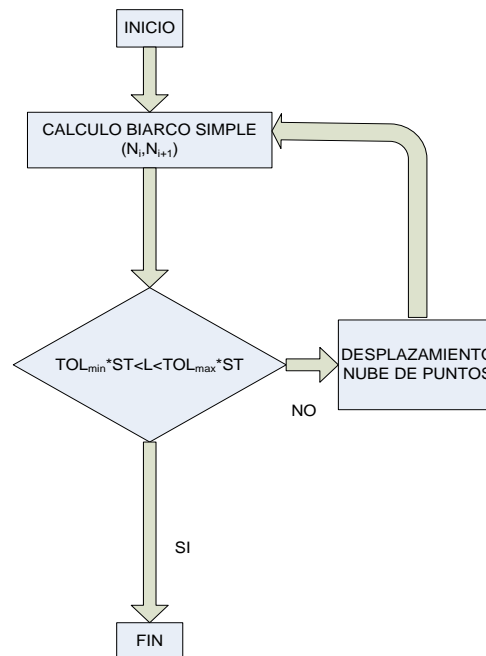 INICIO
CALCULO BIARCO SIMPLE
(Nᵢ,Nᵢ₊₁)
TOLₘᵢₙ*ST<L<TOLₘₐₓ*ST
DESPLAZAMIENTO
NUBE DE PUNTOS
NO
SI
FIN